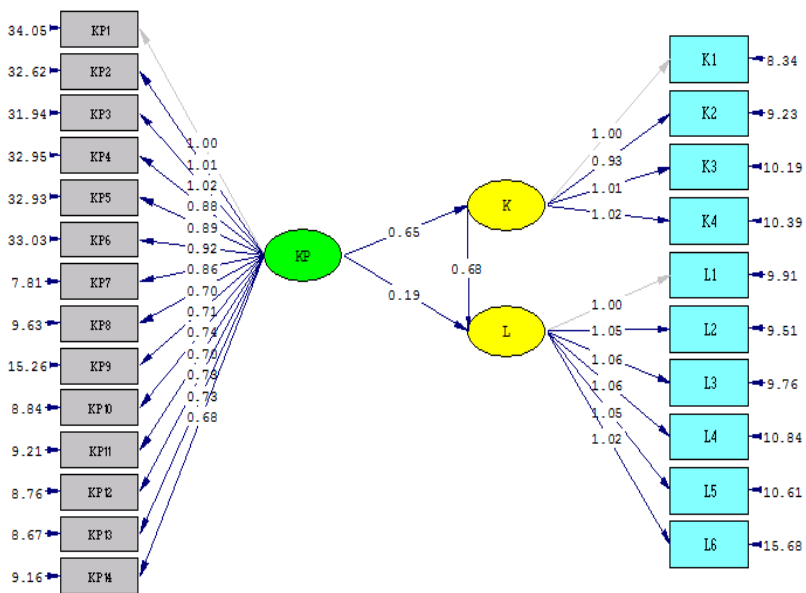 34.05 KP1
32.62 KP2
31.94 KP3
32.95 KP4
32.93 KP5
33.03 KP6
7.81 KP7
9.63 KP8
15.26 KP9
8.84 KP10
9.21 KP11
8.76 KP12
8.67 KP13
9.16 KP14
1.00
1.01
1.02
0.88
0.89
0.92
0.86
0.70
0.71
0.74
0.70
0.73
0.68
KP
0.65
0.19
K
0.68
L
1.00
0.93
1.01
1.02
1.00
1.05
1.06
1.06
1.05
1.02
K1 8.34
K2 9.23
K3 10.19
K4 10.39
L1 9.91
L2 9.51
L3 9.76
L4 10.84
L5 10.61
L6 15.68